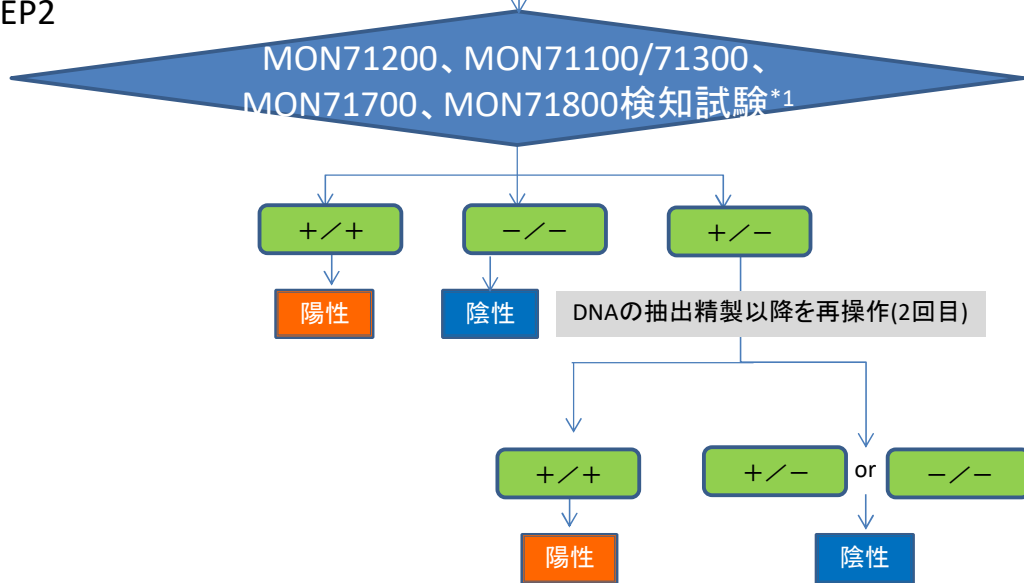 EP2
MON71200、MON71100/71300、
MON71700、MON71800検知試験*1
+/+
-/-
+/-
陽性
陰性
DNAの抽出精製以降を再操作(2回目)
+/+
+/-
or
-/-
陽性
陰性